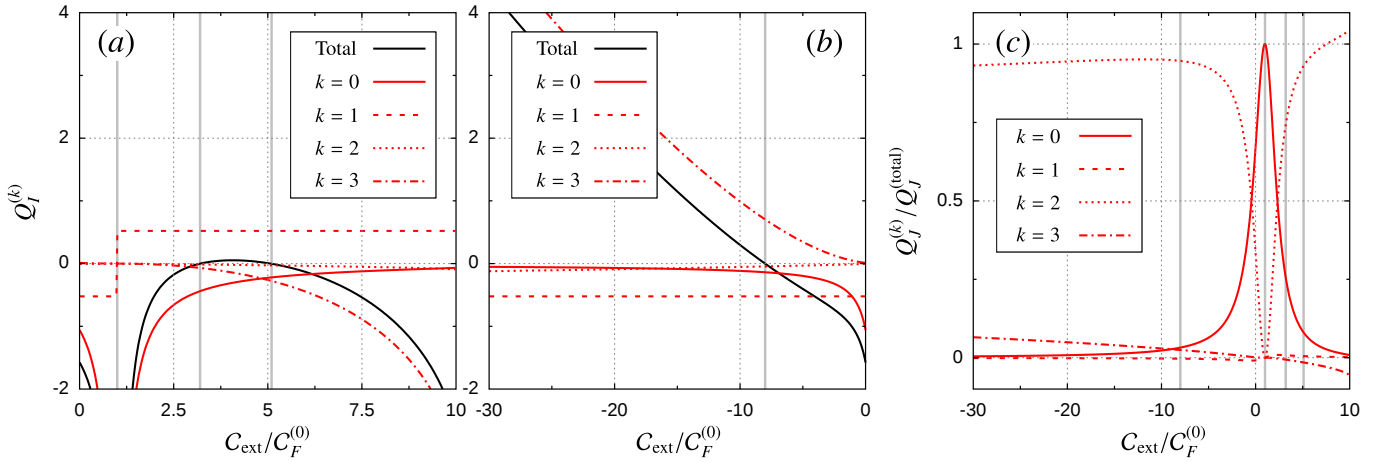 (a)
Total
k = 0
k = 1
k = 2
k = 3
4
2
0
-2
0
2.5
5
7.5
10
Q_I^{(k)}
C_ext/C_F^{(0)}
(b)
Total
k = 0
k = 1
k = 2
k = 3
4
2
0
-2
-30
-20
-10
0
C_ext/C_F^{(0)}
(c)
k = 0
k = 1
k = 2
k = 3
1
0.5
0
-30
-20
-10
0
10
Q_J^{(k)}/Q_J^{(total)}
C_ext/C_F^{(0)}